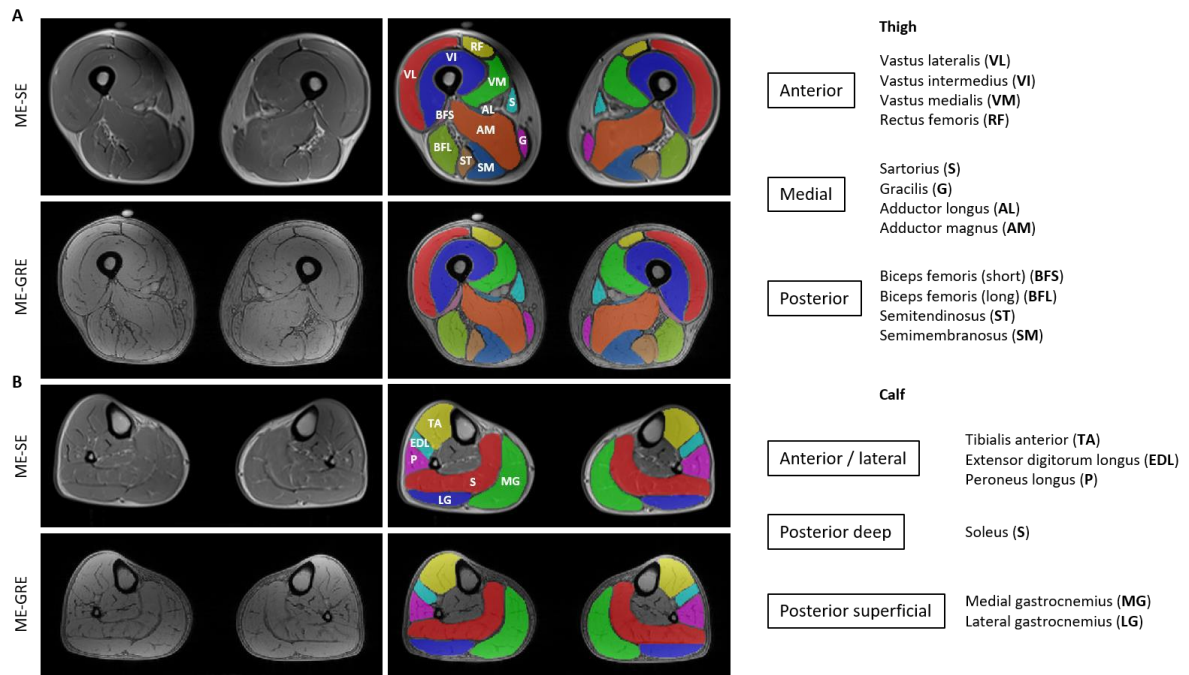 A
ME-SE
RF
VI
VL
VM
S
AL
BFS
AM
G
BFL
ST
SM
ME-GRE
Thigh
Anterior
Vastus lateralis (VL)
Vastus intermedius (VI)
Vastus medialis (VM)
Rectus femoris (RF)
Medial
Sartorius (S)
Gracilis (G)
Adductor longus (AL)
Adductor magnus (AM)
Posterior
Biceps femoris (short) (BFS)
Biceps femoris (long) (BFL)
Semitendinosus (ST)
Semimembranosus (SM)
B
ME-SE
TA
EDL
P
S
MG
LG
ME-GRE
Calf
Anterior / lateral
Tibialis anterior (TA)
Extensor digitorum longus (EDL)
Peroneus longus (P)
Posterior deep
Soleus (S)
Posterior superficial
Medial gastrocnemius (MG)
Lateral gastrocnemius (LG)